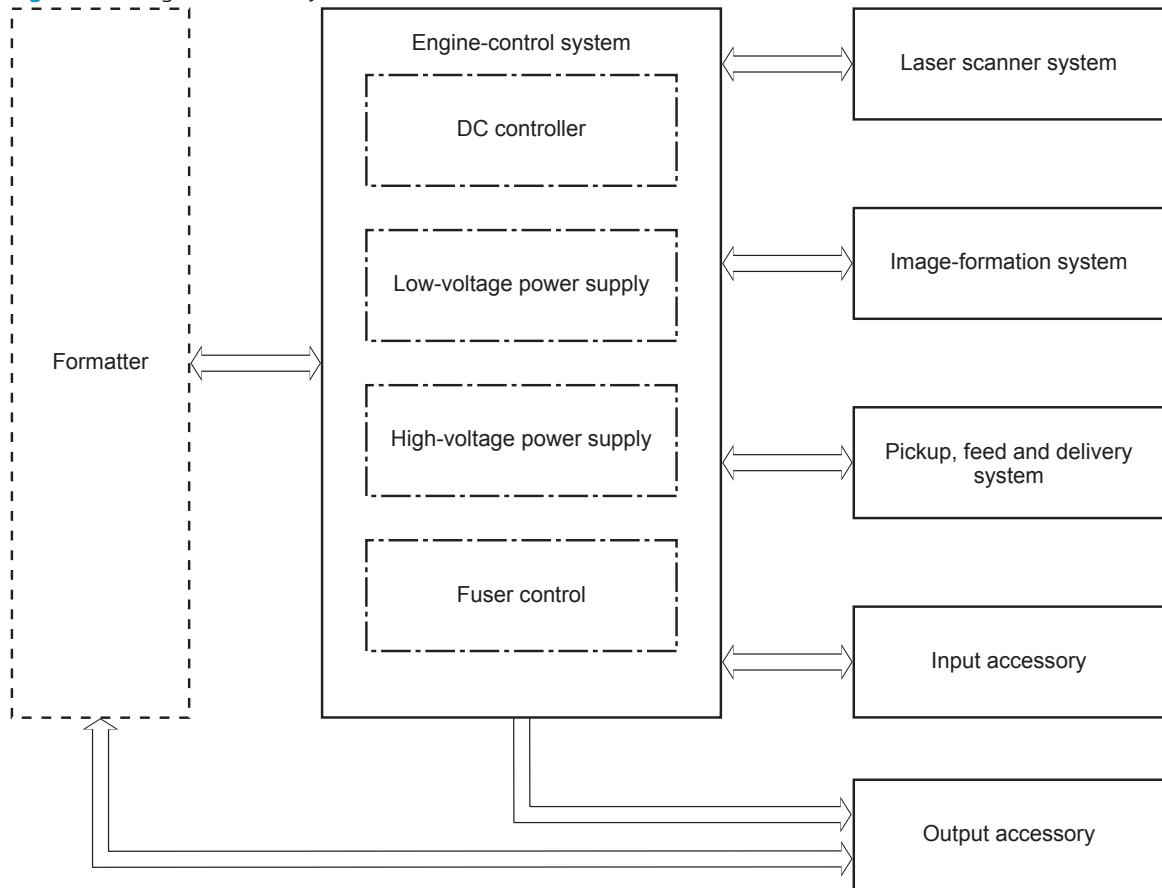 Engine-control system
DC controller
Low-voltage power supply
High-voltage power supply
Fuser control
Formatter
Laser scanner system
Image-formation system
Pickup, feed and delivery
system
Input accessory
Output accessory